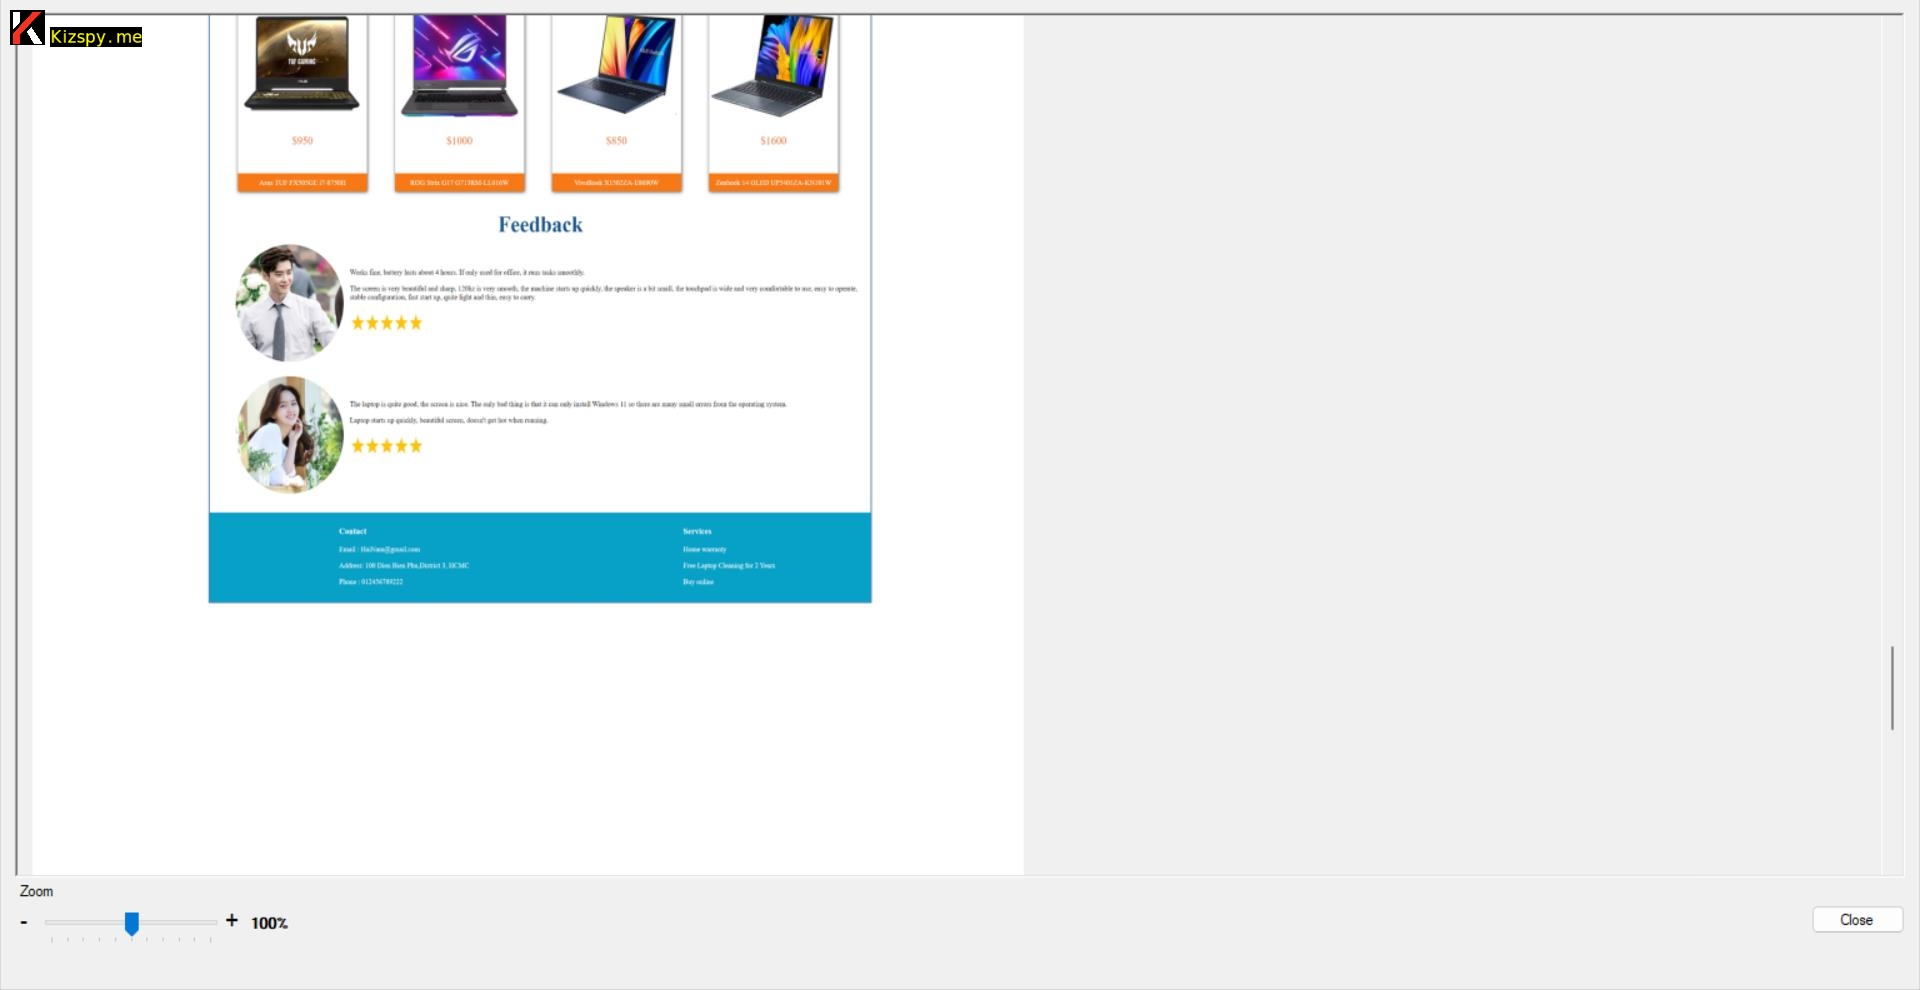 Kizspy.me
TUF GAMING
$950
$1000
$850
$1600
Asus TUF FX505GE I7-8750H
ROG Strix G17 G713RM-LL016W
VivoBook X1502ZA-EJ
Zenbook 14 OLED UP5401ZA-KN101W
Feedback
Works fine, battery lasts about 4 hours. If only used for office, it runs tasks smoothly.
The screen is very beautiful and sharp, 120hz is very smooth, the machine starts up quickly, the speaker is a bit small, the touchpad is wide and very comfortable to use, easy to operate,
stable configuration, fast start up, quite light and thin, easy to carry.
The laptop is quite good, the screen is nice. The only bad thing is that it can only install Windows 11 so there are many small errors from the operating system.
Laptop starts up quickly, beautiful screen, doesn't get hot when running.
Contact
Services
Email : HaiNam@gmail.com
Home warranty
Address: 108 Dien Bien Phu,District 3, HCMC
Free Laptop Cleaning for 2 Years
Phone : 012456789222
Buy online
Zoom
- + 100%
Close